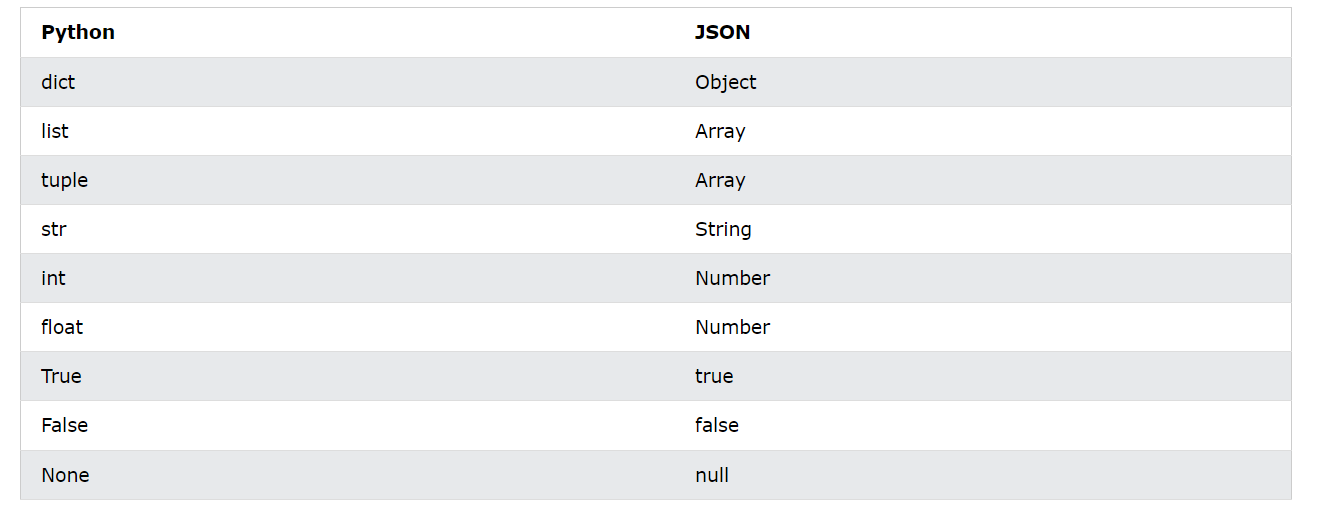 Python JSON
dict Object
list Array
tuple Array
str String
int Number
float Number
True true
False false
None null